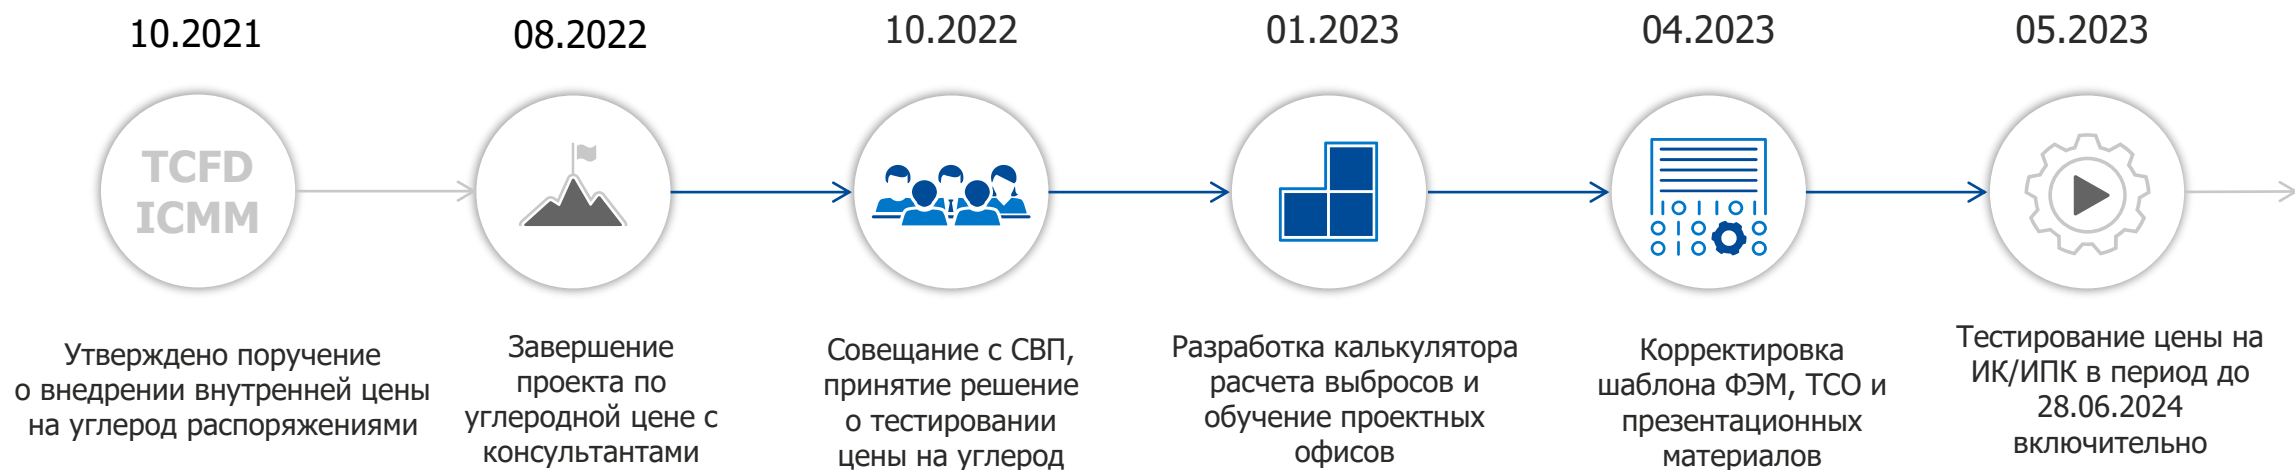 10.2021
08.2022
10.2022
01.2023
04.2023
05.2023
TCFD
ICMM
Утверждено поручение
о внедрении внутренней цены
на углерод распоряжениями
Завершение
проекта по
углеродной цене с
консультантами
Совещание с СВП,
принятие решение
о тестировании
цены на углерод
Разработка калькулятора
расчета выбросов и
обучение проектных
офисов
Корректировка
шаблона ФЭМ, ТСО и
презентационных
материалов
Тестирование цены на
ИК/ИПК в период до
28.06.2024
включительно